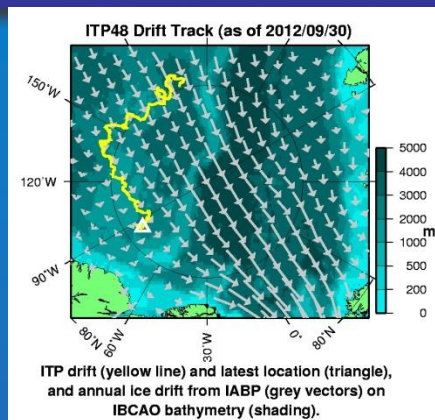 ITP48 Drift Track (as of 2012/09/30)
150˚W
120˚W
90˚W
80˚N
60˚W
30˚W
0˚
80˚N
5000
4000
3000
2000
1000
500
200
0
m
ITP drift (yellow line) and latest location (triangle),
and annual ice drift from IABP (grey vectors) on
IBCAO bathymetry (shading).